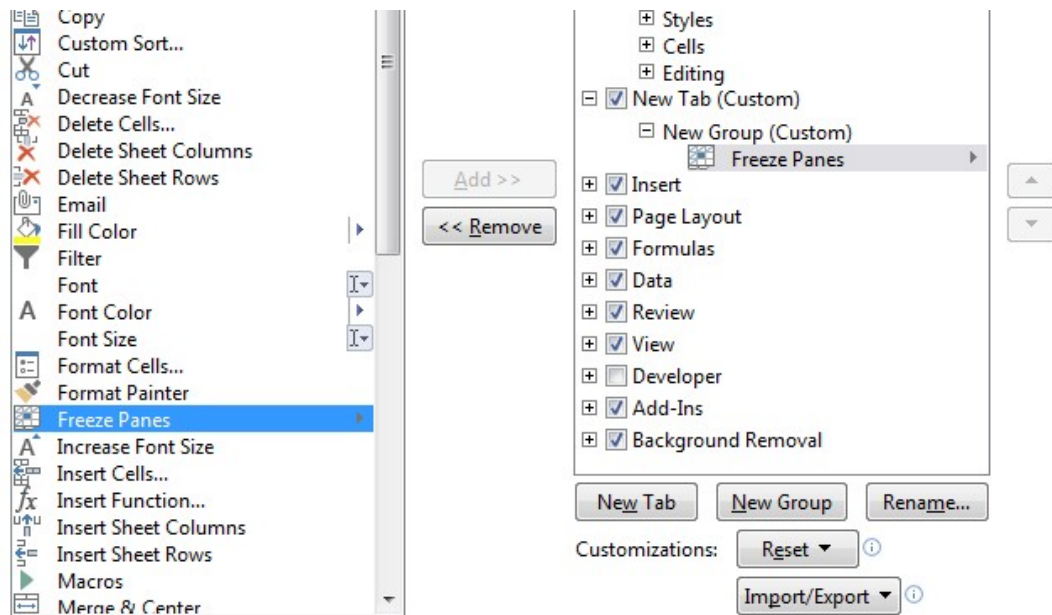 Copy
Custom Sort...
Cut
Decrease Font Size
Delete Cells...
Delete Sheet Columns
Delete Sheet Rows
Email
Fill Color
Filter
Font
Font Color
Font Size
Format Cells...
Format Painter
Freeze Panes
Increase Font Size
Insert Cells...
Insert Function...
Insert Sheet Columns
Insert Sheet Rows
Macros
Merge & Center
Add >>
<< Remove
Styles
Cells
Editing
New Tab (Custom)
New Group (Custom)
Freeze Panes
Insert
Page Layout
Formulas
Data
Review
View
Developer
Add-Ins
Background Removal
New Tab
New Group
Rename...
Customizations:
Reset
Import/Export